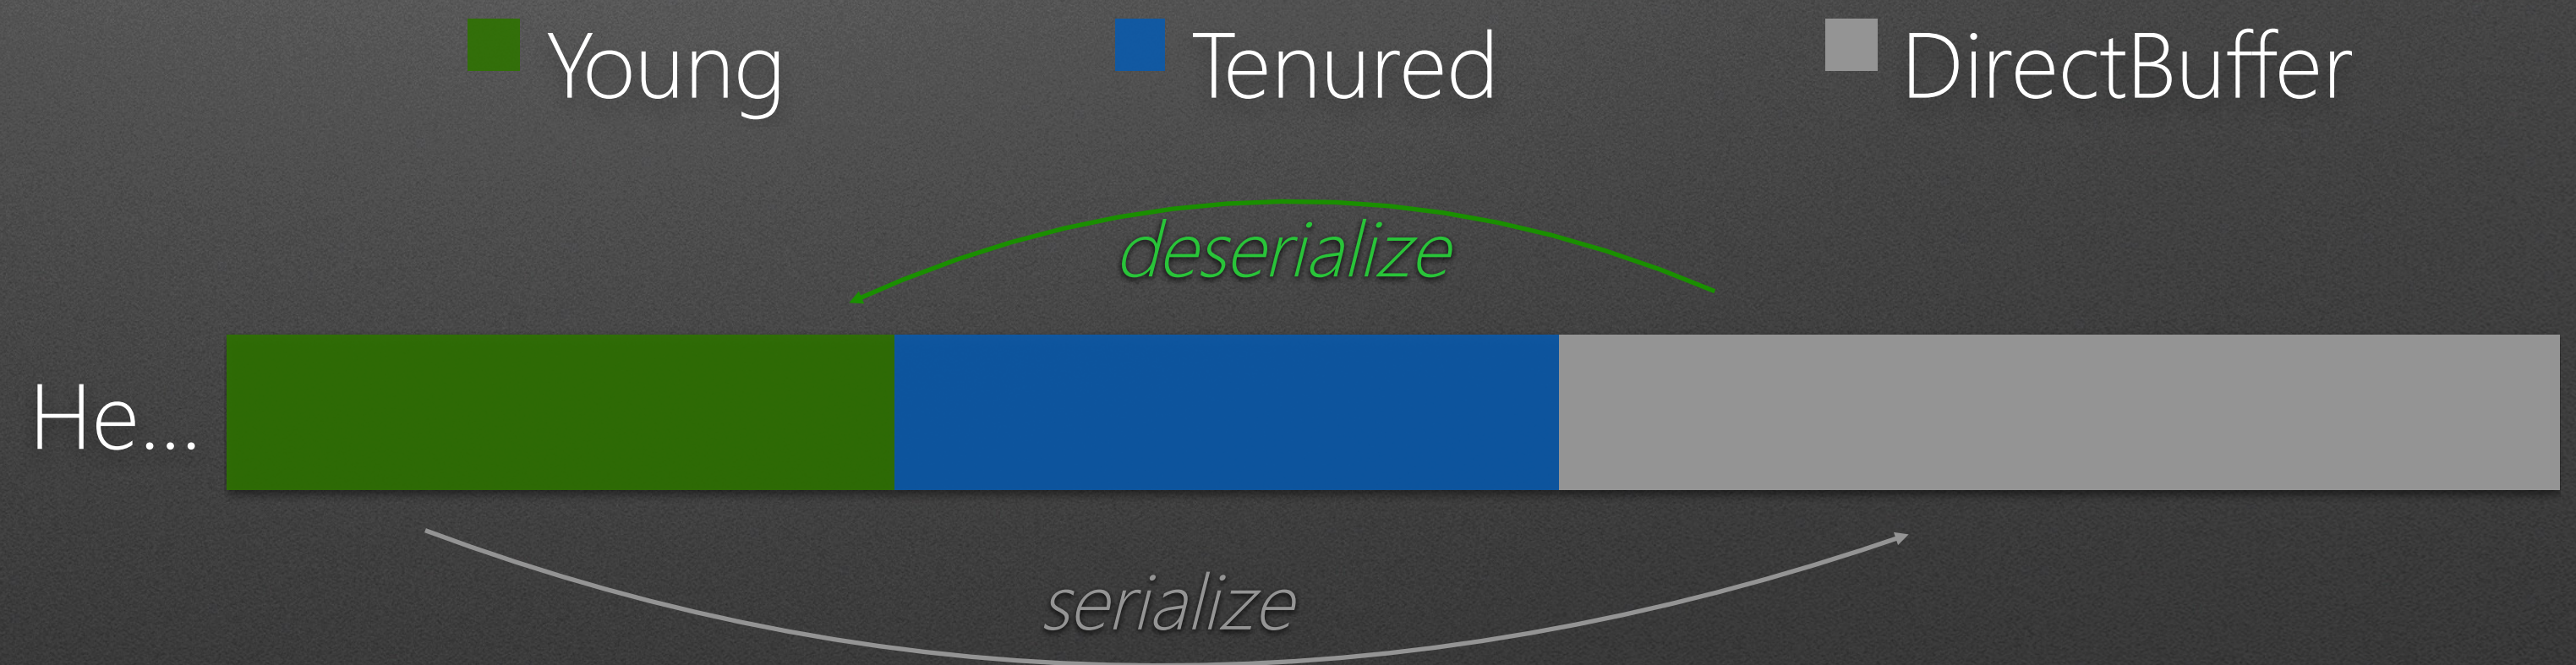 Young
Tenured
DirectBuffer
deserialize
He...
serialize